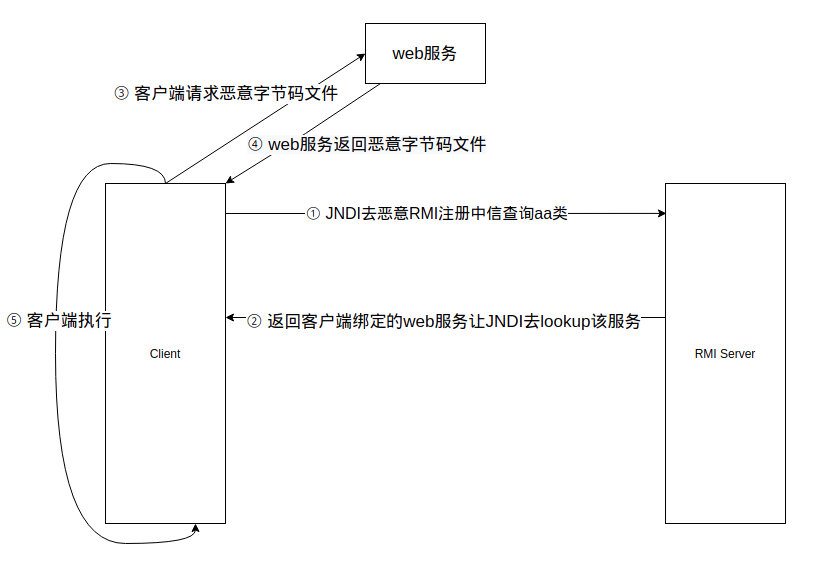 web服务
③ 客户端请求恶意字节码文件
④ web服务返回恶意字节码文件
① JNDI去恶意RMI注册中信查询aa类
⑤ 客户端执行
② 返回客户端绑定的web服务让JNDI去lookup该服务
Client
RMI Server